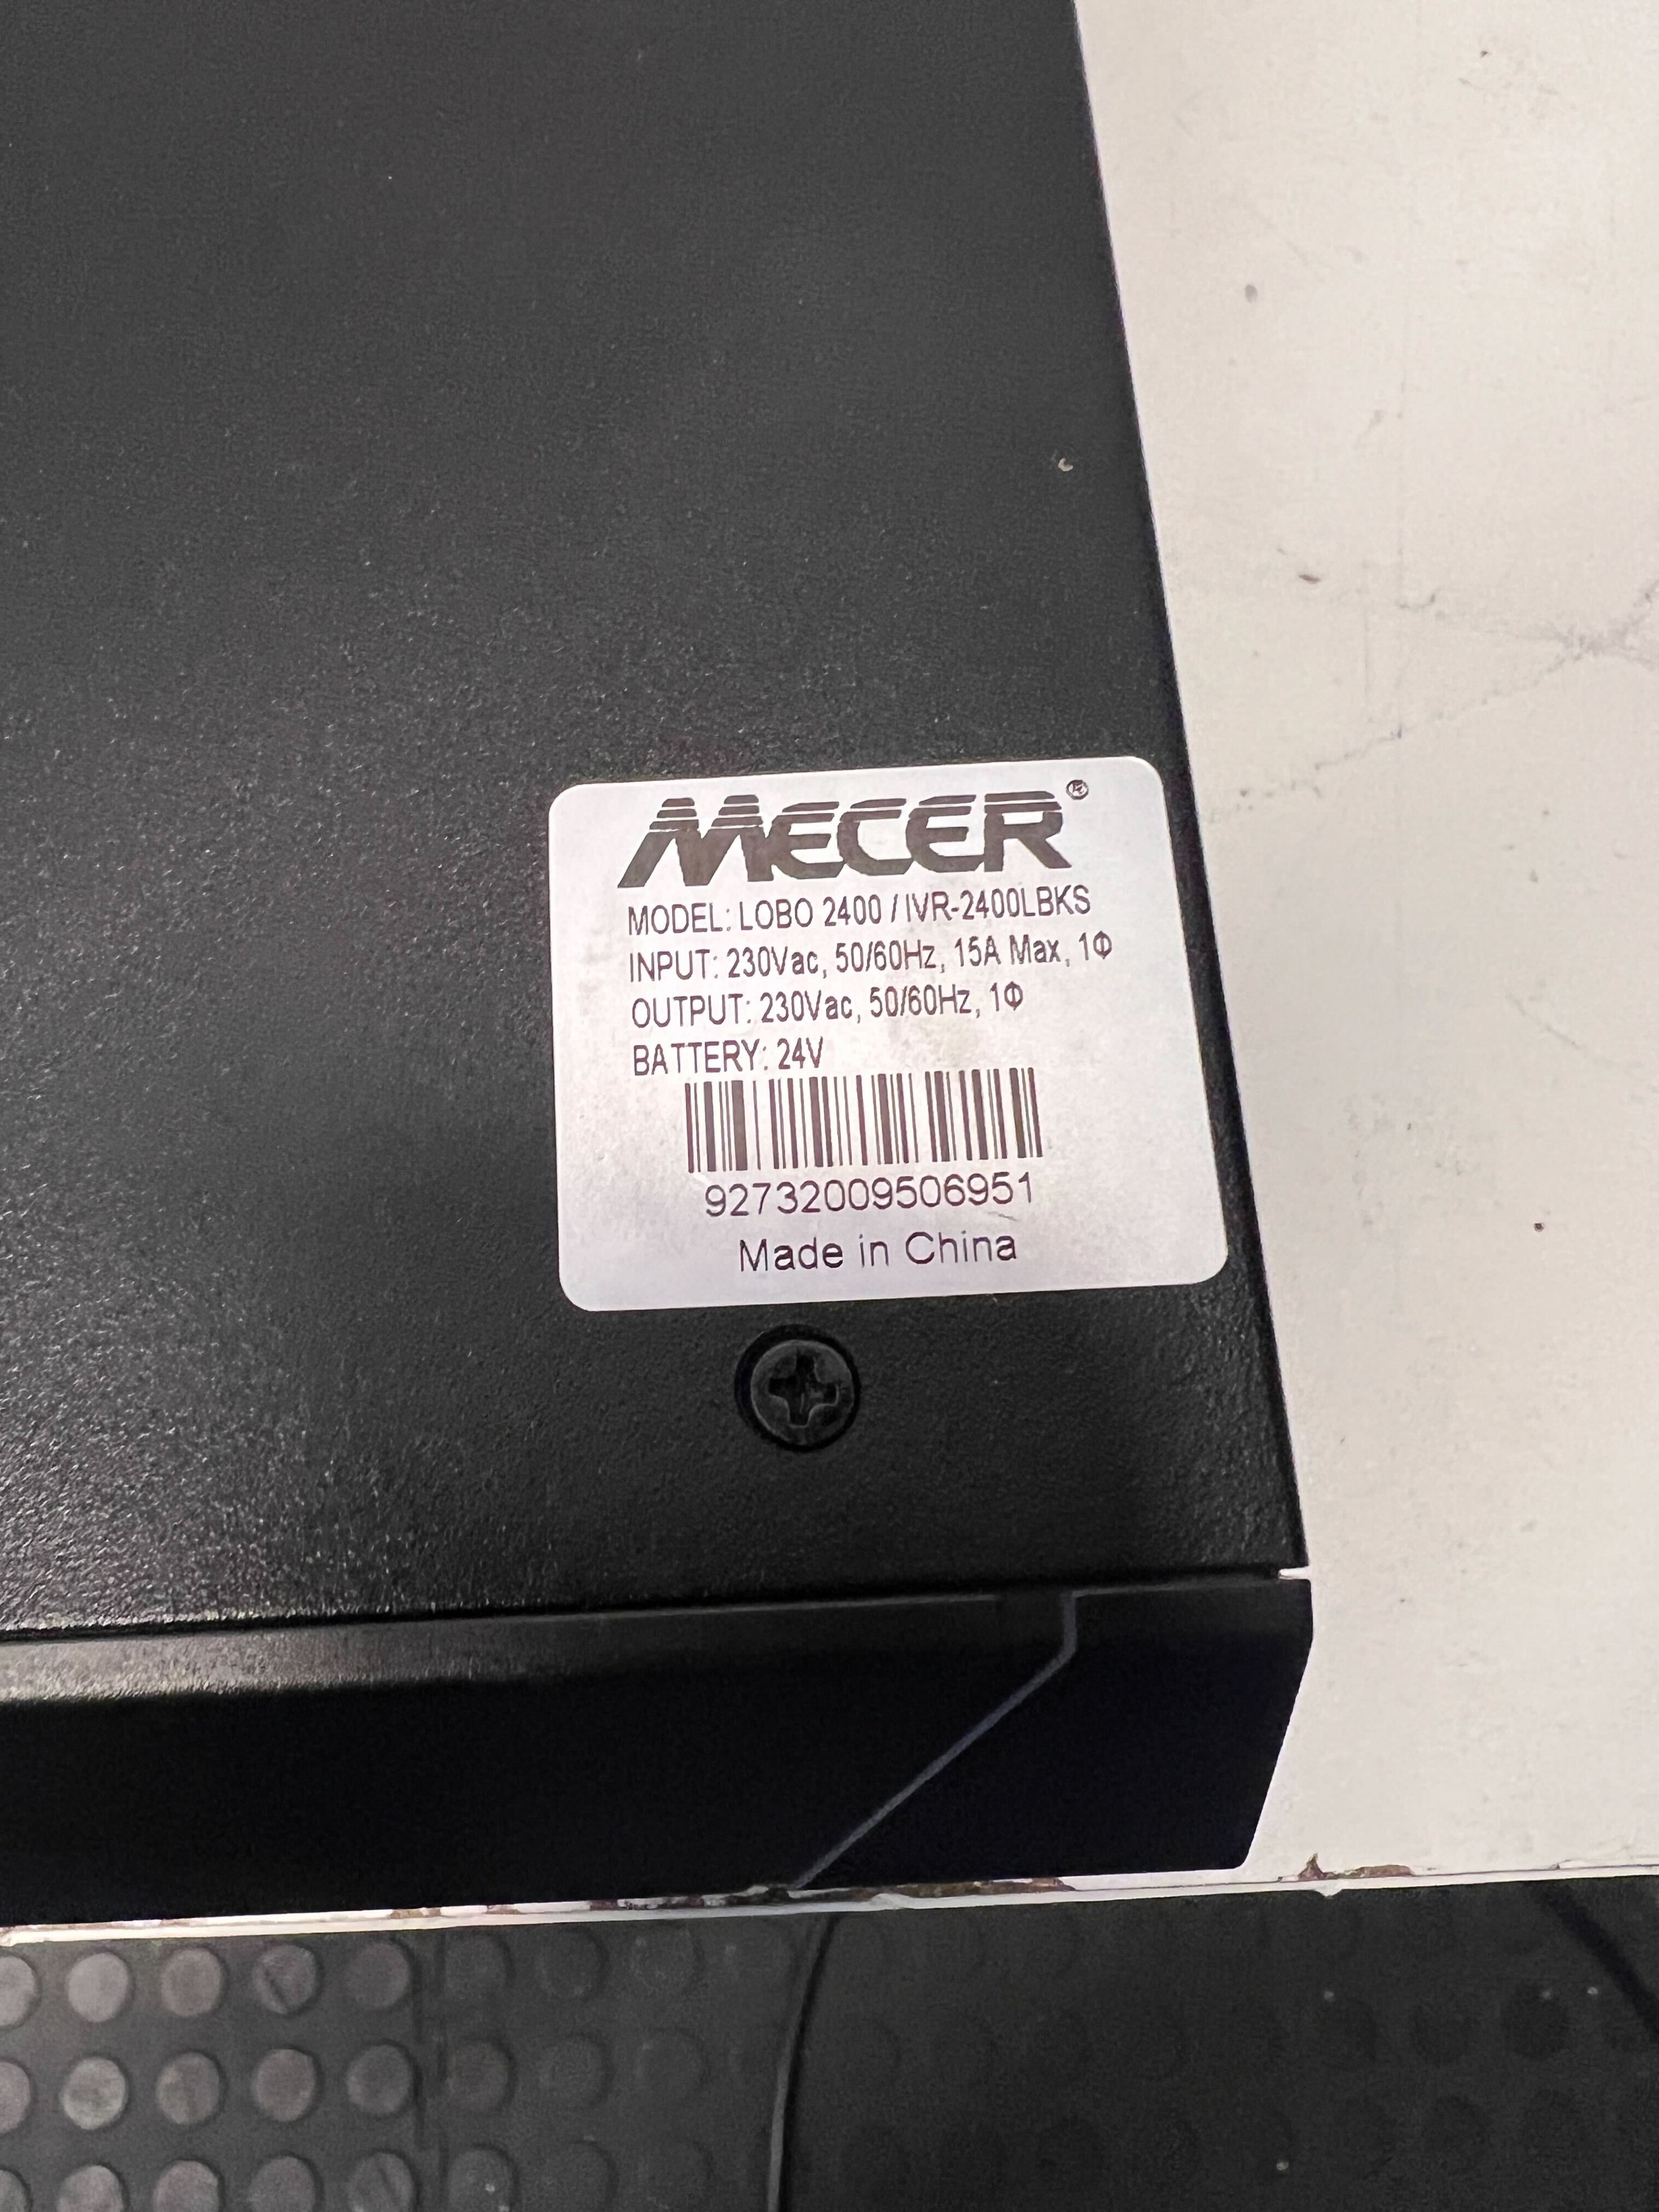 MECER®
MODEL: LOBO 2400 / IVR-2400LBKS
INPUT: 230Vac, 50/60Hz, 15A Max, 1Φ
OUTPUT: 230Vac, 50/60Hz, 1Φ
BATTERY: 24V
92732009506951
Made in China